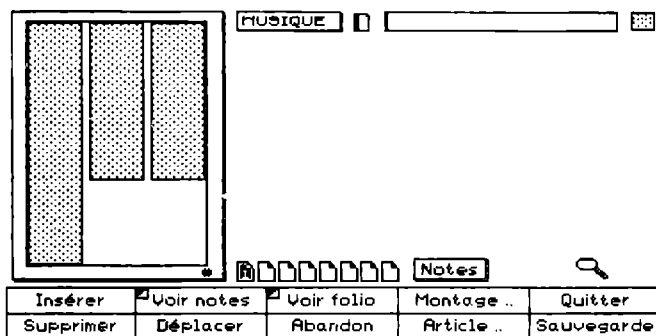 MUSIQUE
Notes
Insérer Voir notes Voir folio Montage .. Quitter
Supprimer Déplacer Abandon Article .. Sauvegarde